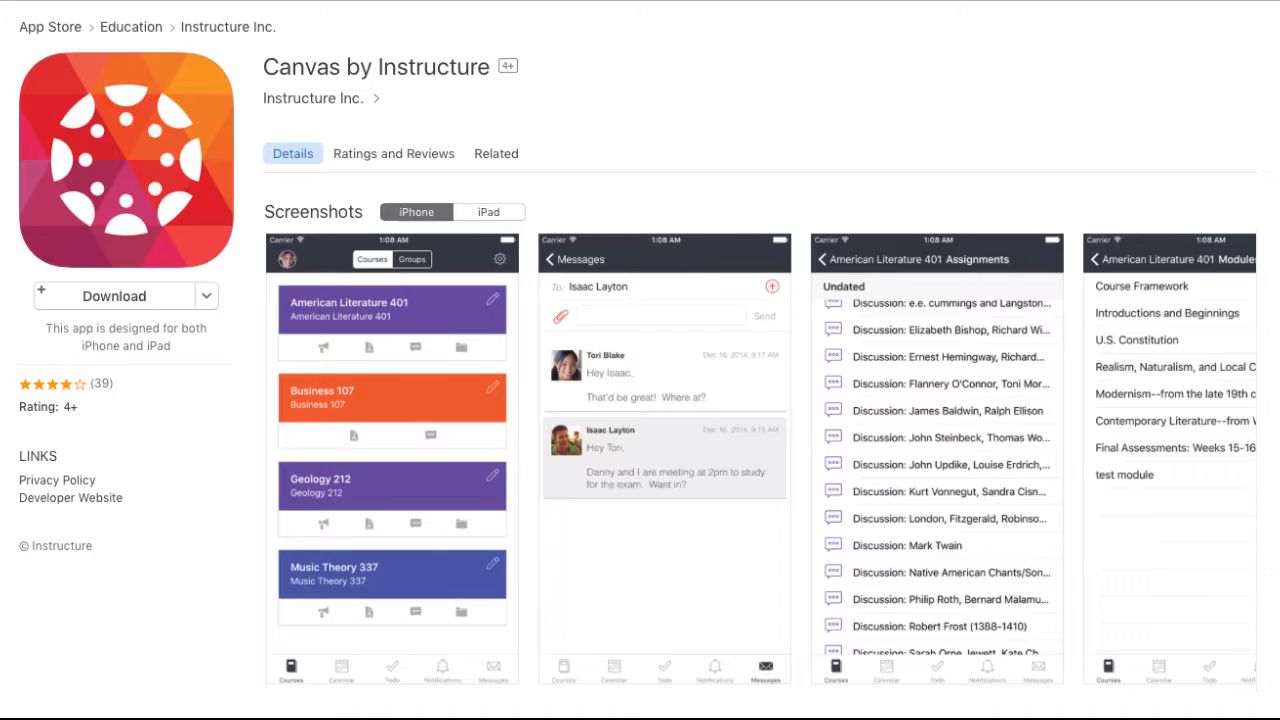 App Store > Education > Instructure Inc.
Canvas by Instructure 4+
Instructure Inc. >
Details Ratings and Reviews Related
Screenshots iPhone iPad
+ Download
This app is designed for both
iPhone and iPad
★★★★☆ (39)
Rating: 4+
LINKS
Privacy Policy
Developer Website
© Instructure
Carrier 1:08 AM
Courses Groups
American Literature 401
American Literature 401
Business 107
Business 107
Geology 212
Geology 212
Music Theory 337
Music Theory 337
Courses Calendar Todo Notifications Messages
Carrier 1:08 AM
Messages
To: Isaac Layton
Send
Tori Blake Dec 16, 2014, 9:17 AM
Hey Isaac,
That'd be great! Where at?
Isaac Layton Dec 16, 2014, 9:15 AM
Hey Tori,
Danny and I are meeting at 2pm to study
for the exam. Want in?
Courses Calendar Todo Notifications Messages
Carrier 1:08 AM
American Literature 401 Assignments
Undated
Discussion: e.e. cummings and Langston...
Discussion: Elizabeth Bishop, Richard Wi...
Discussion: Ernest Hemingway, Richard...
Discussion: Flannery O'Connor, Toni Mor...
Discussion: James Baldwin, Ralph Ellison
Discussion: John Steinbeck, Thomas Wo...
Discussion: John Updike, Louise Erdrich,...
Discussion: Kurt Vonnegut, Sandra Cisn...
Discussion: London, Fitzgerald, Robinso...
Discussion: Mark Twain
Discussion: Native American Chants/Son...
Discussion: Philip Roth, Bernard Malamu...
Discussion: Robert Frost (1388-1410)
Discussion: Sarah Orne Jewett, Kate Ch...
Courses Calendar Todo Notifications Messages
Carrier 1:08 AM
American Literature 401 Module
Course Framework
Introductions and Beginnings
U.S. Constitution
Realism, Naturalism, and Local C
Modernism--from the late 19th c
Contemporary Literature--from
Final Assessments: Weeks 15-16
test module
Courses Calendar Todo Notif